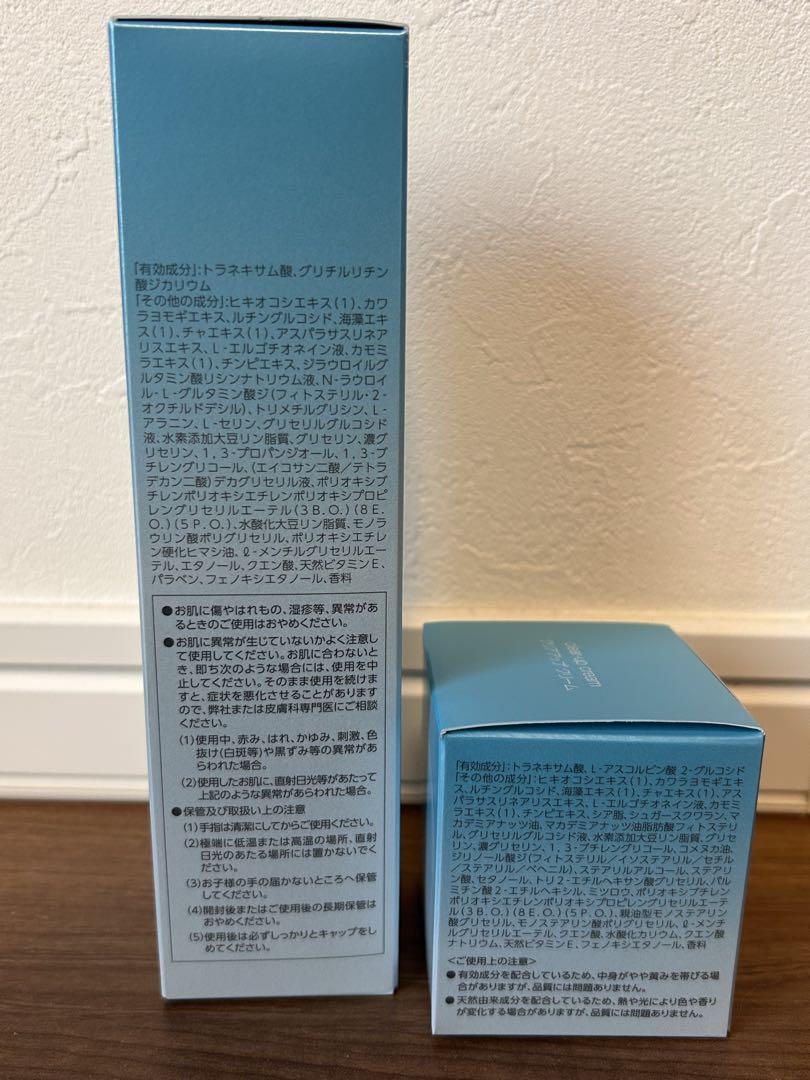 「有効成分」:トラネキサム酸、グリチルリチン
酸ジカリウム
「その他の成分」:ヒキオコシエキス(1)、カワ
ラヨモギエキス、ルチングルコシド、海藻エキ
ス(1)、チャエキス(1)、アスパラサスリネア
リスエキス、L-エルゴチオネイン液、カモミ
ラエキス(1)、チンピエキス、ジラウロイルグ
ルタミン酸リシンナトリウム液、N-ラウロイ
ル-L-グルタミン酸ジ(フィトステリル・2-
オクチルドデシル)、トリメチルグリシン、L-
アラニン、L-セリン、グリセリルグルコシド
液、水素添加大豆リン脂質、グリセリン、濃グ
リセリン、1,3-プロパンジオール、1,3-ブ
チレングリコール、(エイコサン二酸/テトラ
デカン二酸)デカグリセリル液、ポリオキシブ
チレンポリオキシエチレンポリオキシプロピ
レングリセリルエーテル(3B.O.)(8E.
O.)(5P.O.)、水酸化大豆リン脂質、モノラ
ウリン酸ポリグリセリル、ポリオキシエチレ
ン硬化ヒマシ油、ℓ-メンチルグリセリルエー
テル、エタノール、クエン酸、天然ビタミンE、
パラベン、フェノキシエタノール、香料
●お肌に傷やはれもの、湿疹等、異常があ
るときのご使用はおやめください。
●お肌に異常が生じていないかよく注意し
て使用してください。お肌に合わないと
き、即ち次のような場合には、使用を中
止してください。そのまま使用を続けま
すと、症状を悪化させることがあります
ので、弊社または皮膚科専門医にご相談
ください。
(1)使用中、赤み、はれ、かゆみ、刺激、色
抜け(白斑等)や黒ずみ等の異常があ
らわれた場合。
(2)使用したお肌に、直射日光等があたって
上記のような異常があらわれた場合。
●保管及び取扱い上の注意
(1)手指は清潔にしてからご使用ください。
(2)極端に低温または高温の場所、直射
日光のあたる場所には置かないでく
ださい。
(3)お子様の手の届かないところへ保管
してください。
(4)開封後またはご使用後の長期保管は
おやめください。
(5)使用後は必ずしっかりとキャップをし
めてください。
clear up cream
クリアアップクリーム
「有効成分」:トラネキサム酸、L-アスコルビン酸 2-グルコシド
「その他の成分」:ヒキオコシエキス(1)、カワラヨモギエキ
ス、ルチングルコシド、海藻エキス(1)、チャエキス(1)、アス
パラサスリネアリスエキス、L-エルゴチオネイン液、カモミ
ラエキス(1)、チンピエキス、シア脂、シュガースクワラン、マ
カデミアナッツ油、マカデミアナッツ油脂肪酸フィトステリ
ル、グリセリルグルコシド液、水素添加大豆リン脂質、グリセ
リン、濃グリセリン、1,3-ブチレングリコール、コメヌカ油、
ジリノール酸ジ(フィトステリル/イソステアリル/セチル
/ステアリル/ベヘニル)、ステアリルアルコール、ステアリ
ン酸、セタノール、トリ2-エチルヘキサン酸グリセリル、パル
ミチン酸2-エチルヘキシル、ミツロウ、ポリオキシブチレン
ポリオキシエチレンポリオキシプロピレングリセリルエーテ
ル(3B.O.)(8E.O.)(5P.O.)、親油型モノステアリン
酸グリセリル、モノステアリン酸ポリグリセリル、ℓ-メンチ
ルグリセリルエーテル、クエン酸、水酸化カリウム、クエン酸
ナトリウム、天然ビタミンE、フェノキシエタノール、香料
<ご使用上の注意>
●有効成分を配合しているため、中身がやや黄みを帯びる場
合がありますが、品質には問題ありません。
●天然由来成分を配合しているため、熱や光により色や香り
が変化する場合がありますが、品質には問題ありません。